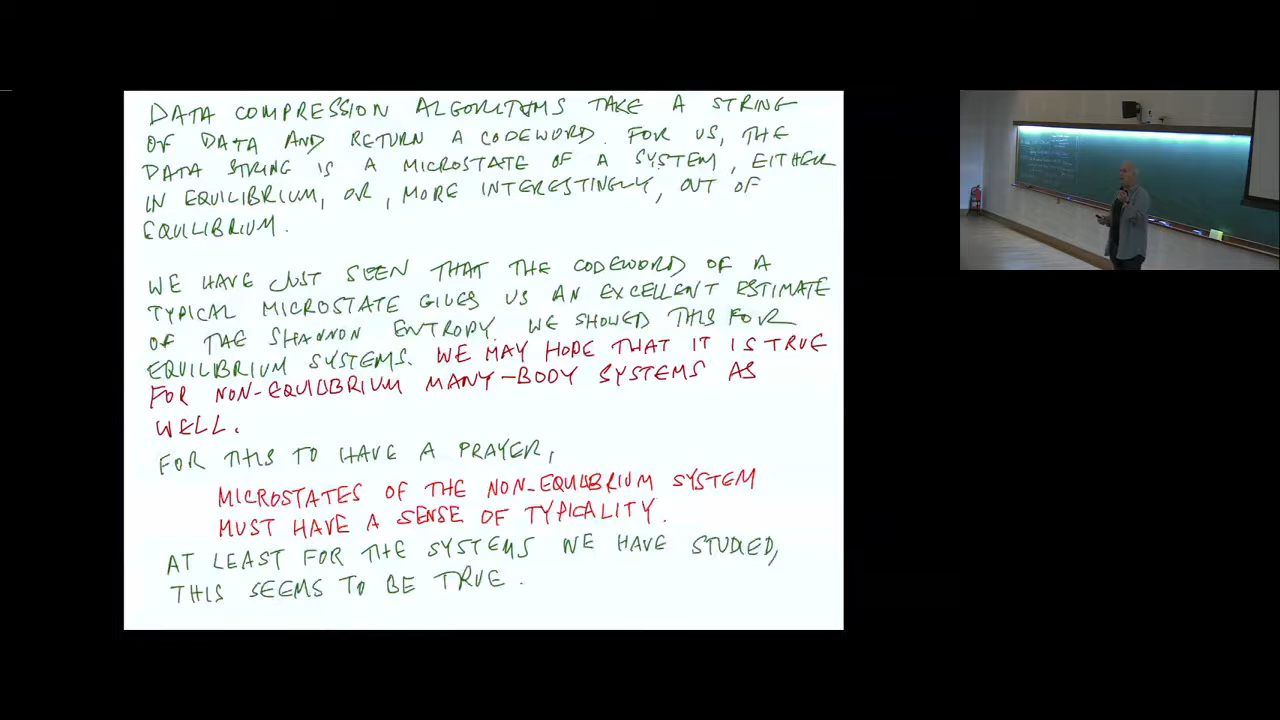 DATA COMPRESSION ALGORITHMS TAKE A STRING
OF DATA AND RETURN A CODEWORD. FOR US, THE
DATA STRING IS A MICROSTATE OF A SYSTEM, EITHER
IN EQUILIBRIUM, OR, MORE INTERESTINGLY, OUT OF
EQUILIBRIUM.
WE HAVE JUST SEEN THAT THE CODEWORD OF A
TYPICAL MICROSTATE GIVES US AN EXCELLENT ESTIMATE
OF THE SHANNON ENTROPY. WE SHOWED THIS FOR
EQUILIBRIUM SYSTEMS. WE MAY HOPE THAT IT IS TRUE
FOR NON-EQUILIBRIUM MANY-BODY SYSTEMS AS
WELL.
FOR THIS TO HAVE A PRAYER,
MICROSTATES OF THE NON-EQUILIBRIUM SYSTEM
MUST HAVE A SENSE OF TYPICALITY.
AT LEAST FOR THE SYSTEMS WE HAVE STUDIED,
THIS SEEMS TO BE TRUE.